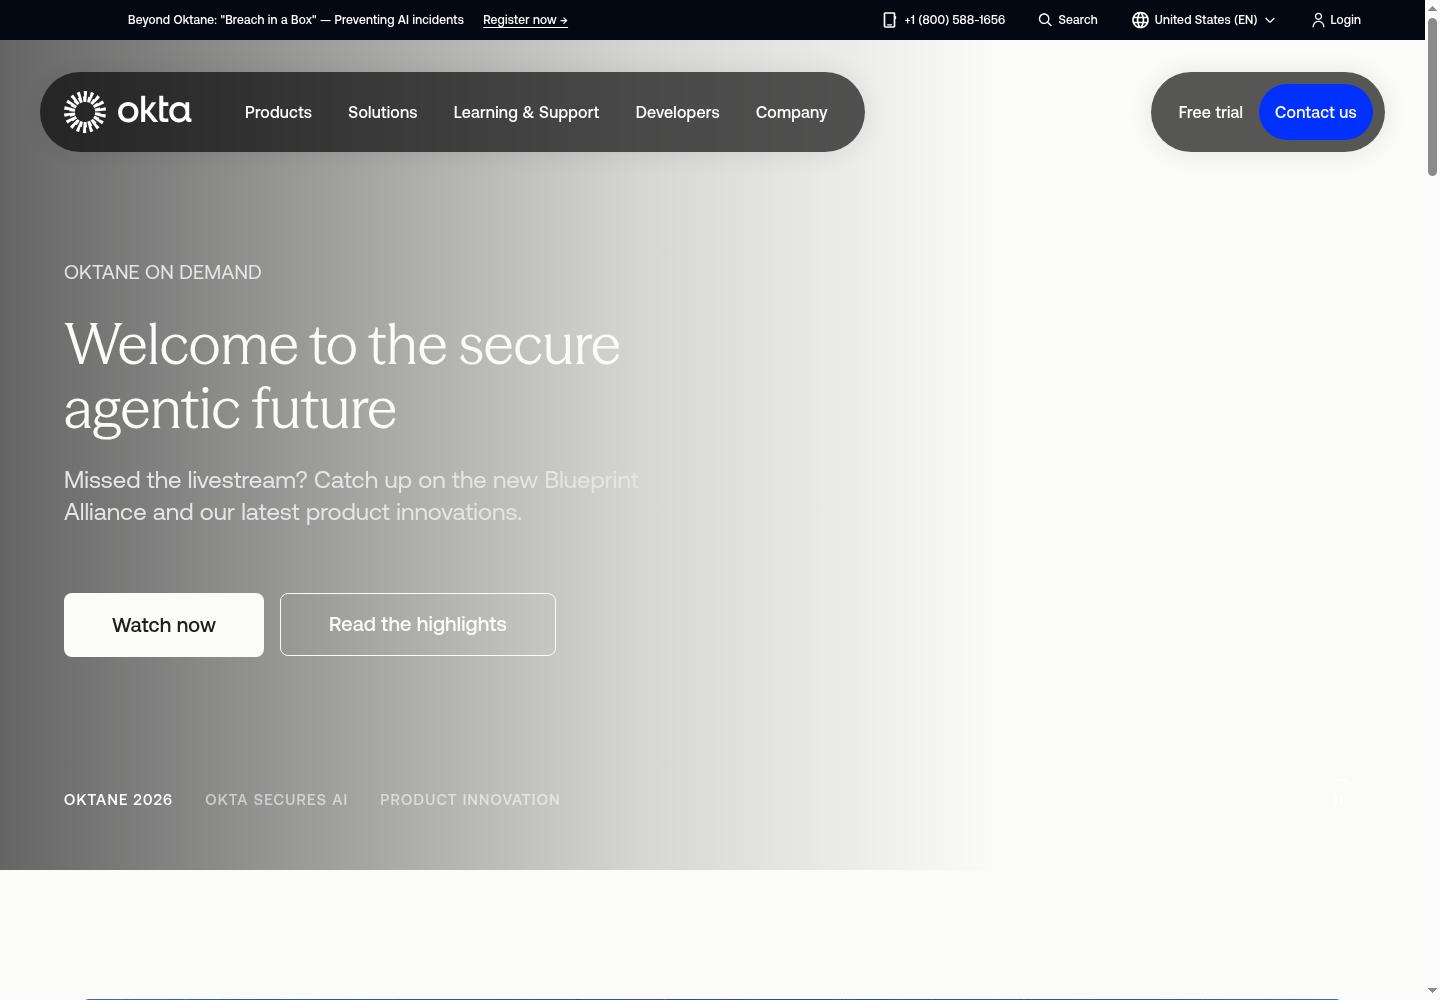 Beyond Oktane: "Breach in a Box" — Preventing AI incidents Register now →
+1 (800) 588-1656 Search United States (EN) Login
okta Products Solutions Learning & Support Developers Company
Free trial Contact us
OKTANE ON DEMAND
Welcome to the secure
agentic future
Missed the livestream? Catch up on the new Blueprint
Alliance and our latest product innovations.
Watch now Read the highlights
OKTANE 2026 OKTA SECURES AI PRODUCT INNOVATION